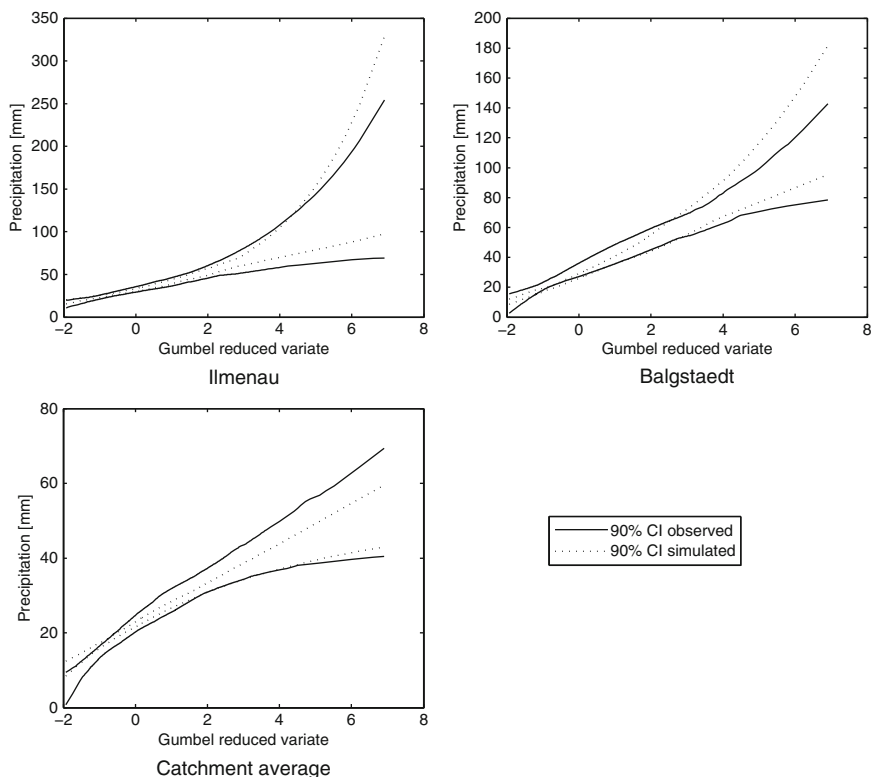 350
300
250
200
150
100
50
0
Precipitation [mm]
−2 0 2 4 6 8
Gumbel reduced variate
Ilmenau
200
180
160
140
120
100
80
60
40
20
0
Precipitation [mm]
−2 0 2 4 6 8
Gumbel reduced variate
Balgstaedt
80
60
40
20
0
Precipitation [mm]
−2 0 2 4 6 8
Gumbel reduced variate
Catchment average
90% CI observed
90% CI simulated